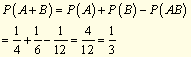 P(A+B) = P(A) + P(B) − P(AB)
= 1/4 + 1/6 − 1/12 = 4/12 = 1/3